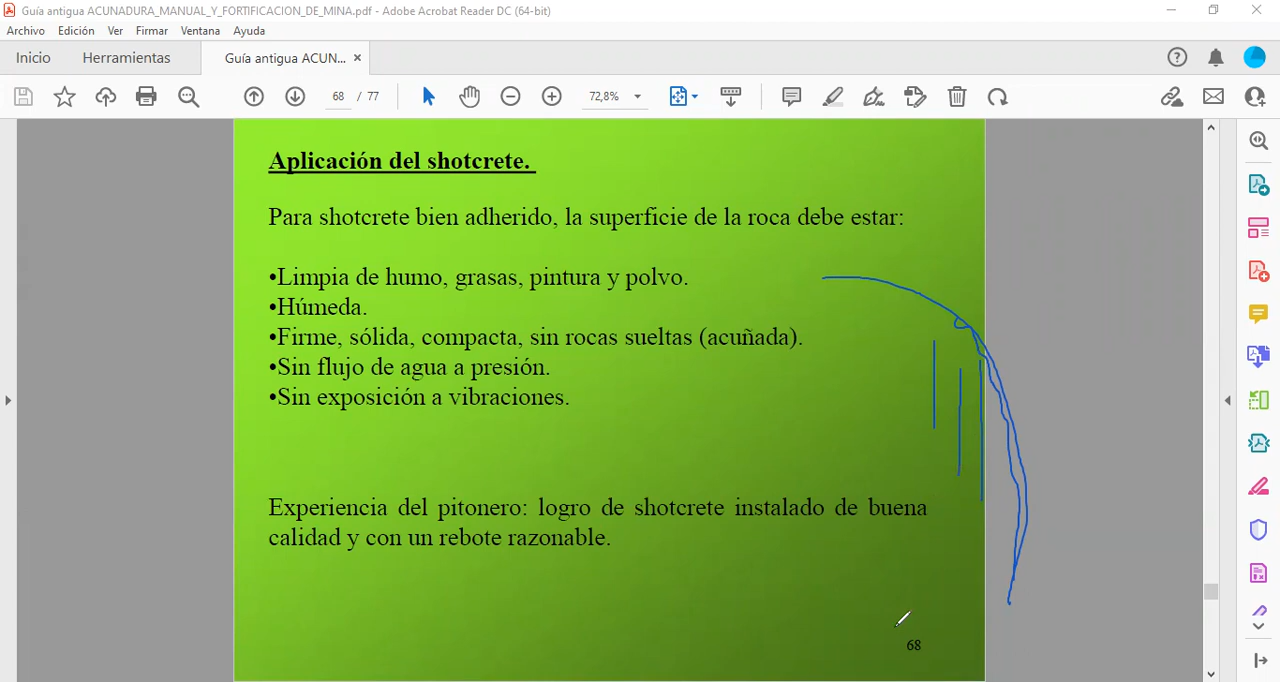 Guía antigua ACUNADURA_MANUAL_Y_FORTIFICACION_DE_MINA.pdf - Adobe Acrobat Reader DC (64-bit)
Archivo Edición Ver Firmar Ventana Ayuda
Inicio Herramientas Guía antigua ACUN... ×
68 / 77 72,8%
Aplicación del shotcrete.
Para shotcrete bien adherido, la superficie de la roca debe estar:
•Limpia de humo, grasas, pintura y polvo.
•Húmeda.
•Firme, sólida, compacta, sin rocas sueltas (acuñada).
•Sin flujo de agua a presión.
•Sin exposición a vibraciones.
Experiencia del pitonero: logro de shotcrete instalado de buena
calidad y con un rebote razonable.
68